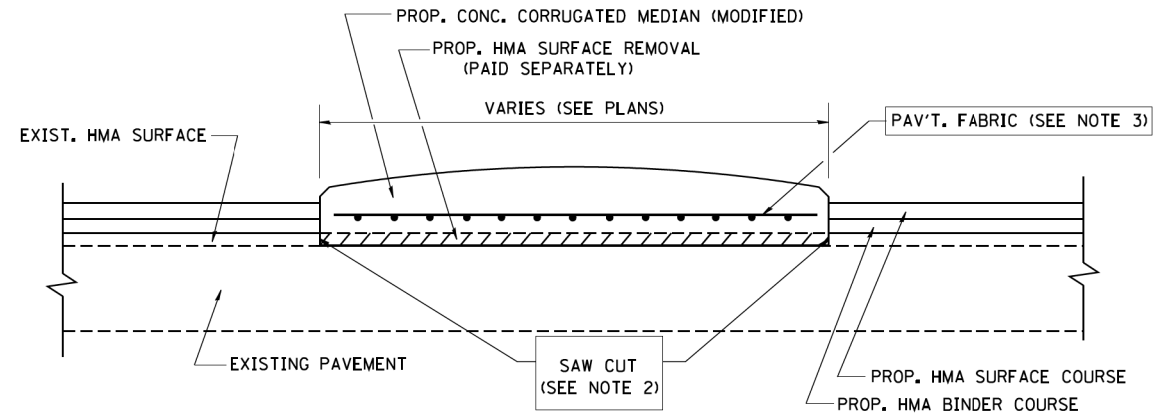 PROP. CONC. CORRUGATED MEDIAN (MODIFIED)
PROP. HMA SURFACE REMOVAL
(PAID SEPARATELY)
VARIES (SEE PLANS)
EXIST. HMA SURFACE
PAV'T. FABRIC (SEE NOTE 3)
EXISTING PAVEMENT
SAW CUT
(SEE NOTE 2)
PROP. HMA SURFACE COURSE
PROP. HMA BINDER COURSE